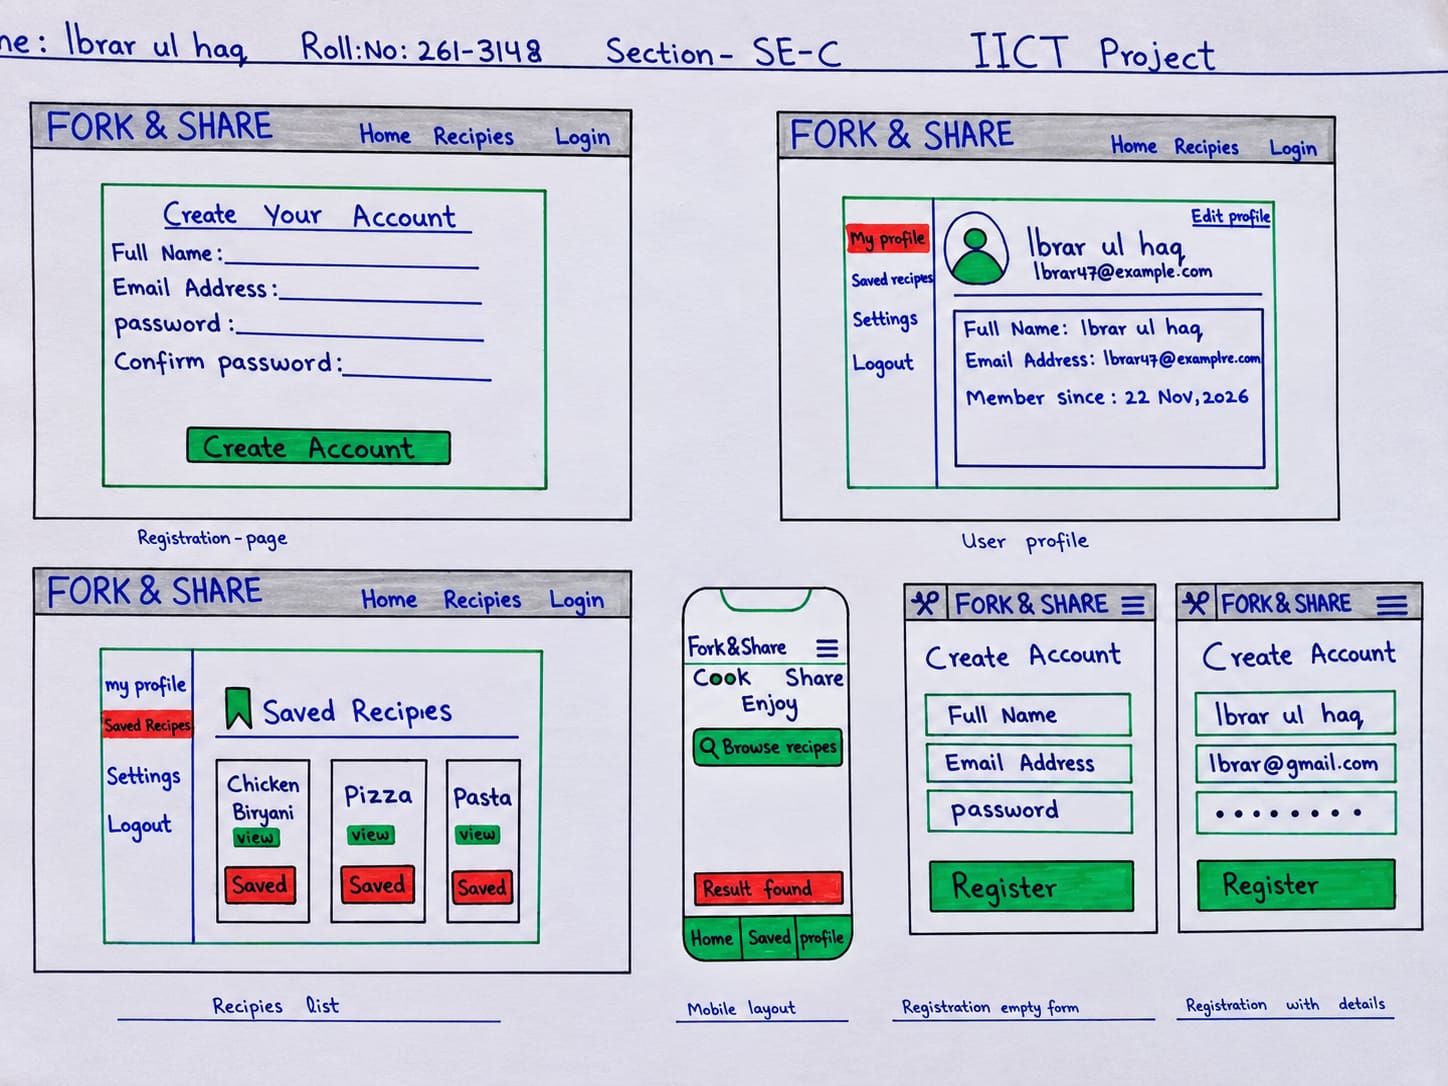 ne: Ibrar ul haq Roll:No: 261-3148 Section- SE-C IICT Project
FORK & SHARE Home Recipies Login
Create Your Account
Full Name:
Email Address:
password:
Confirm password:
Create Account
Registration-page
FORK & SHARE Home Recipies Login
My profile
Saved recipes
Settings
Logout
Edit profile
Ibrar ul haq
Ibrar47@example.com
Full Name: Ibrar ul haq
Email Address: Ibrar47@examplre.com
Member since: 22 Nov,2026
User profile
FORK & SHARE Home Recipies Login
my profile
Saved Recipes
Settings
Logout
Saved Recipies
Chicken
Biryani
view
Saved
Pizza
view
Saved
Pasta
view
Saved
Recipies list
Fork&Share
Cook Share
Enjoy
Browse recipes
Result found
Home Saved profile
Mobile layout
FORK & SHARE
Create Account
Full Name
Email Address
password
Register
Registration empty form
FORK & SHARE
Create Account
Ibrar ul haq
Ibrar@gmail.com
••••••••
Register
Registration with details